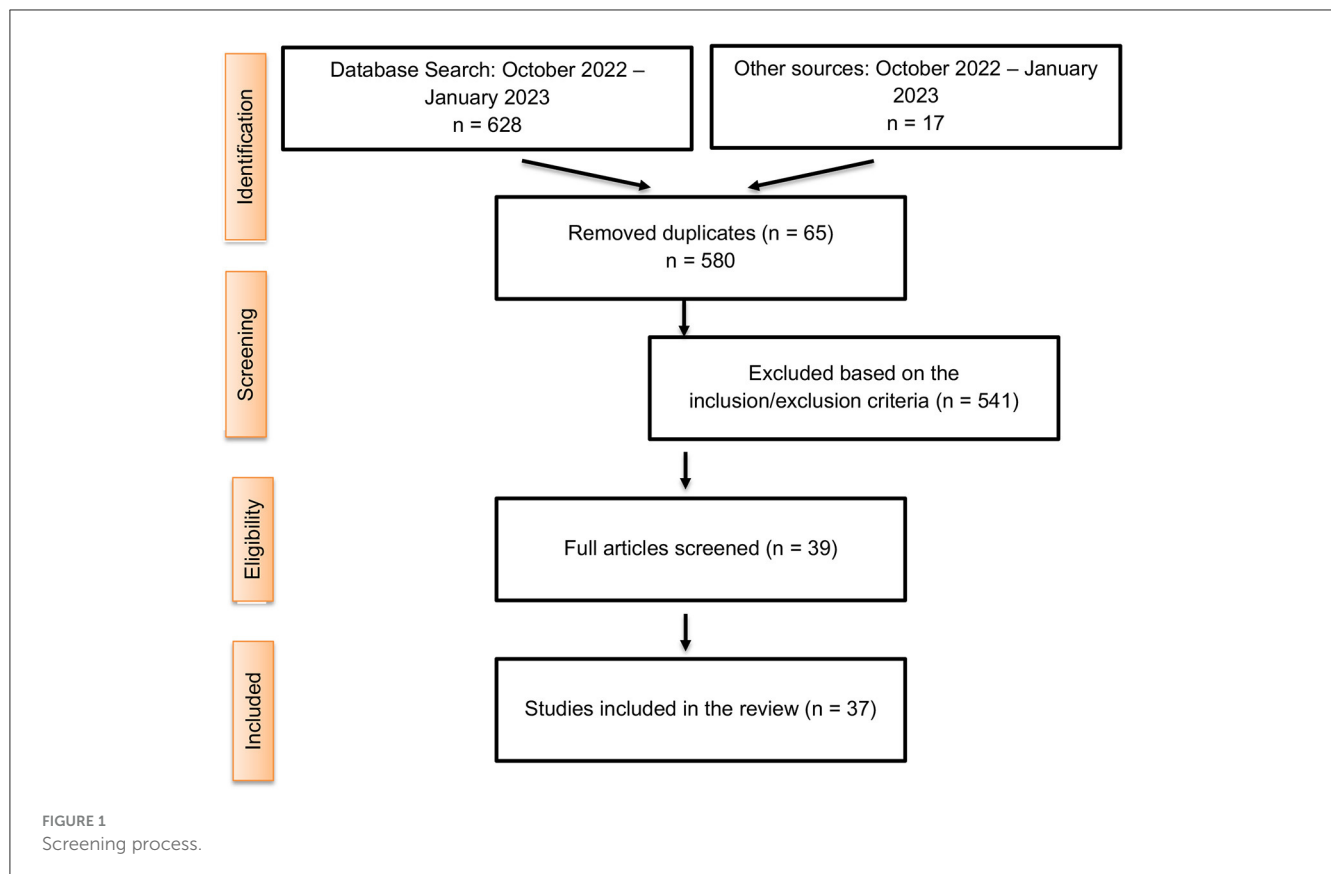 Identification
Database Search: October 2022 –
January 2023
n = 628
Other sources: October 2022 – January
2023
n = 17
Removed duplicates (n = 65)
n = 580
Screening
Excluded based on the
inclusion/exclusion criteria (n = 541)
Eligibility
Full articles screened (n = 39)
Included
Studies included in the review (n = 37)
FIGURE 1
Screening process.